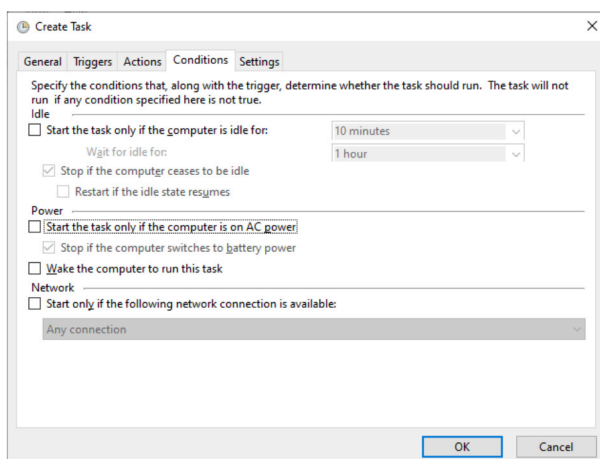 Create Task
General Triggers Actions Conditions Settings
Specify the conditions that, along with the trigger, determine whether the task should run. The task will not
run if any condition specified here is not true.
Idle
Start the task only if the computer is idle for: 10 minutes
Wait for idle for: 1 hour
Stop if the computer ceases to be idle
Restart if the idle state resumes
Power
Start the task only if the computer is on AC power
Stop if the computer switches to battery power
Wake the computer to run this task
Network
Start only if the following network connection is available:
Any connection
OK Cancel